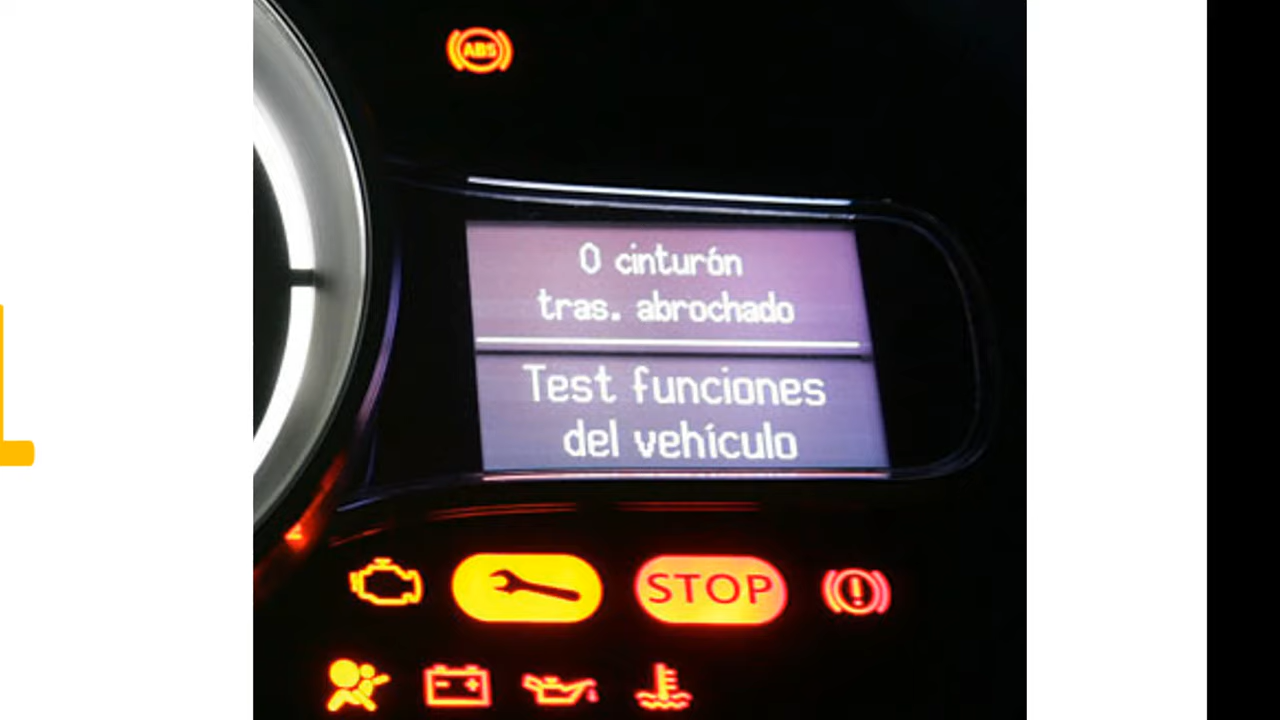 ABS
0 cinturón
tras. abrochado
Test funciones
del vehículo
STOP